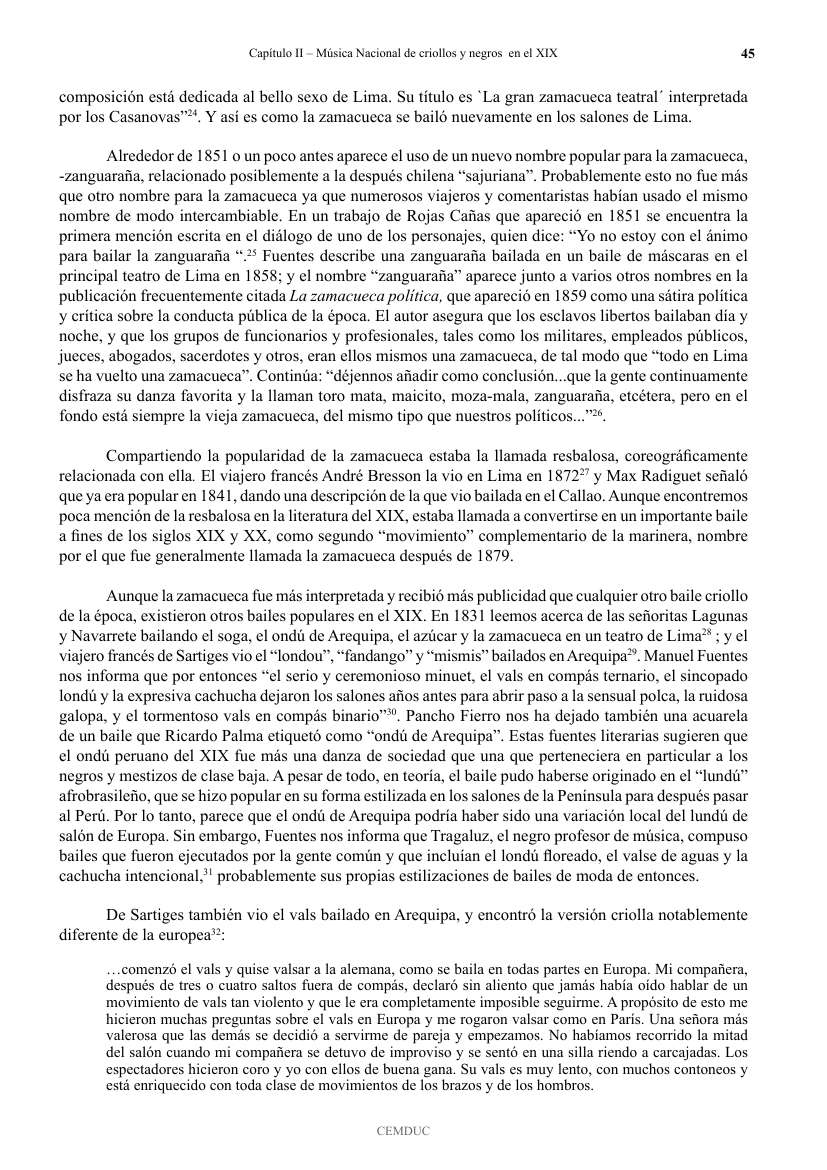 Capítulo II – Música Nacional de criollos y negros en el XIX
45
composición está dedicada al bello sexo de Lima. Su título es `La gran zamacueca teatral´ interpretada
por los Casanovas”24. Y así es como la zamacueca se bailó nuevamente en los salones de Lima.
Alrededor de 1851 o un poco antes aparece el uso de un nuevo nombre popular para la zamacueca,
-zanguaraña, relacionado posiblemente a la después chilena “sajuriana”. Probablemente esto no fue más
que otro nombre para la zamacueca ya que numerosos viajeros y comentaristas habían usado el mismo
nombre de modo intercambiable. En un trabajo de Rojas Cañas que apareció en 1851 se encuentra la
primera mención escrita en el diálogo de uno de los personajes, quien dice: “Yo no estoy con el ánimo
para bailar la zanguaraña “.25 Fuentes describe una zanguaraña bailada en un baile de máscaras en el
principal teatro de Lima en 1858; y el nombre “zanguaraña” aparece junto a varios otros nombres en la
publicación frecuentemente citada La zamacueca política, que apareció en 1859 como una sátira política
y crítica sobre la conducta pública de la época. El autor asegura que los esclavos libertos bailaban día y
noche, y que los grupos de funcionarios y profesionales, tales como los militares, empleados públicos,
jueces, abogados, sacerdotes y otros, eran ellos mismos una zamacueca, de tal modo que “todo en Lima
se ha vuelto una zamacueca”. Continúa: “déjennos añadir como conclusión...que la gente continuamente
disfraza su danza favorita y la llaman toro mata, maicito, moza-mala, zanguaraña, etcétera, pero en el
fondo está siempre la vieja zamacueca, del mismo tipo que nuestros políticos...”26.
Compartiendo la popularidad de la zamacueca estaba la llamada resbalosa, coreográficamente
relacionada con ella. El viajero francés André Bresson la vio en Lima en 187227 y Max Radiguet señaló
que ya era popular en 1841, dando una descripción de la que vio bailada en el Callao. Aunque encontremos
poca mención de la resbalosa en la literatura del XIX, estaba llamada a convertirse en un importante baile
a fines de los siglos XIX y XX, como segundo “movimiento” complementario de la marinera, nombre
por el que fue generalmente llamada la zamacueca después de 1879.
Aunque la zamacueca fue más interpretada y recibió más publicidad que cualquier otro baile criollo
de la época, existieron otros bailes populares en el XIX. En 1831 leemos acerca de las señoritas Lagunas
y Navarrete bailando el soga, el ondú de Arequipa, el azúcar y la zamacueca en un teatro de Lima28 ; y el
viajero francés de Sartiges vio el “londou”, “fandango” y “mismis” bailados en Arequipa29. Manuel Fuentes
nos informa que por entonces “el serio y ceremonioso minuet, el vals en compás ternario, el sincopado
londú y la expresiva cachucha dejaron los salones años antes para abrir paso a la sensual polca, la ruidosa
galopa, y el tormentoso vals en compás binario”30. Pancho Fierro nos ha dejado también una acuarela
de un baile que Ricardo Palma etiquetó como “ondú de Arequipa”. Estas fuentes literarias sugieren que
el ondú peruano del XIX fue más una danza de sociedad que una que perteneciera en particular a los
negros y mestizos de clase baja. A pesar de todo, en teoría, el baile pudo haberse originado en el “lundú”
afrobrasileño, que se hizo popular en su forma estilizada en los salones de la Península para después pasar
al Perú. Por lo tanto, parece que el ondú de Arequipa podría haber sido una variación local del lundú de
salón de Europa. Sin embargo, Fuentes nos informa que Tragaluz, el negro profesor de música, compuso
bailes que fueron ejecutados por la gente común y que incluían el londú floreado, el valse de aguas y la
cachucha intencional,31 probablemente sus propias estilizaciones de bailes de moda de entonces.
De Sartiges también vio el vals bailado en Arequipa, y encontró la versión criolla notablemente
diferente de la europea32:
…comenzó el vals y quise valsar a la alemana, como se baila en todas partes en Europa. Mi compañera,
después de tres o cuatro saltos fuera de compás, declaró sin aliento que jamás había oído hablar de un
movimiento de vals tan violento y que le era completamente imposible seguirme. A propósito de esto me
hicieron muchas preguntas sobre el vals en Europa y me rogaron valsar como en París. Una señora más
valerosa que las demás se decidió a servirme de pareja y empezamos. No habíamos recorrido la mitad
del salón cuando mi compañera se detuvo de improviso y se sentó en una silla riendo a carcajadas. Los
espectadores hicieron coro y yo con ellos de buena gana. Su vals es muy lento, con muchos contoneos y
está enriquecido con toda clase de movimientos de los brazos y de los hombros.
CEMDUC